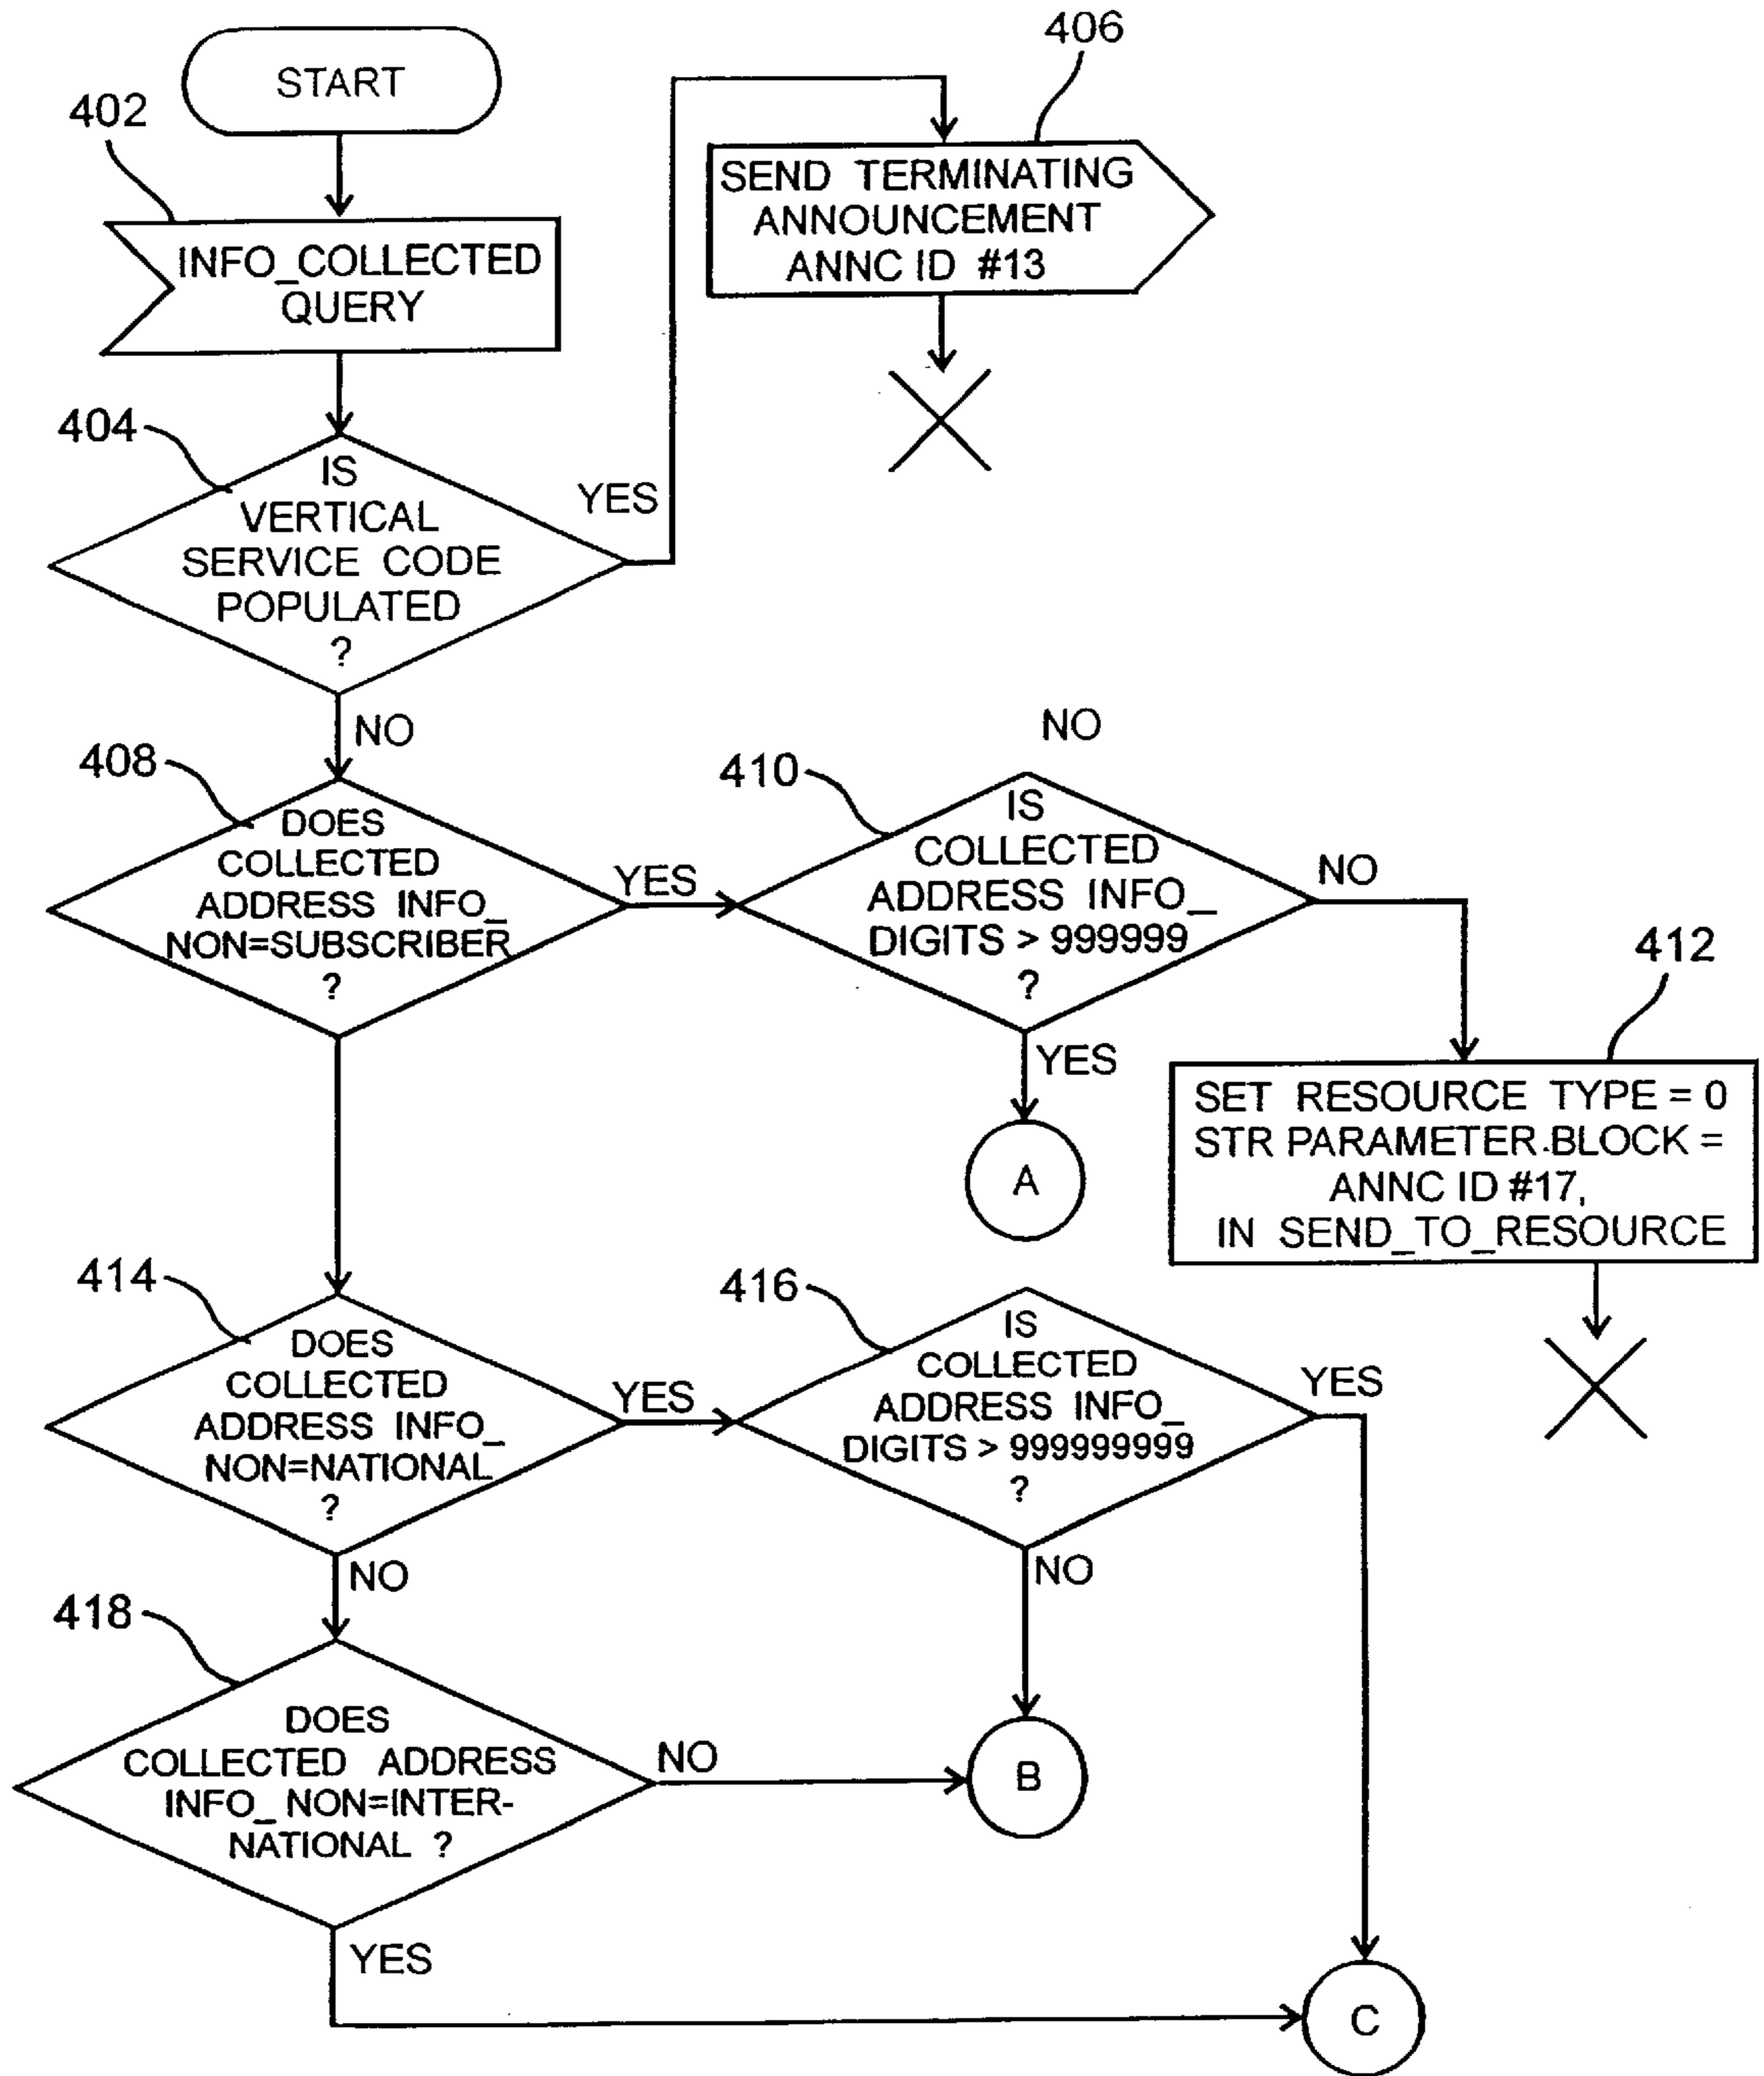 406
START
402
SEND TERMINATING
ANNOUNCEMENT
ANNC ID #13
INFO_COLLECTED
QUERY
404
IS
VERTICAL
SERVICE CODE
POPULATED
?
YES
NO
NO
408
DOES
COLLECTED
ADDRESS INFO_
NON=SUBSCRIBER
?
YES
410
IS
COLLECTED
ADDRESS INFO_
DIGITS > 999999
?
NO
412
YES
A
SET RESOURCE TYPE = 0
STR PARAMETER BLOCK =
ANNC ID #17,
IN SEND_TO_RESOURCE
414
DOES
COLLECTED
ADDRESS INFO_
NON=NATIONAL
?
YES
416
IS
COLLECTED
ADDRESS INFO_
DIGITS > 999999999
?
YES
NO
NO
418
DOES
COLLECTED ADDRESS
INFO_ NON=INTER-
NATIONAL ?
NO
B
YES
C